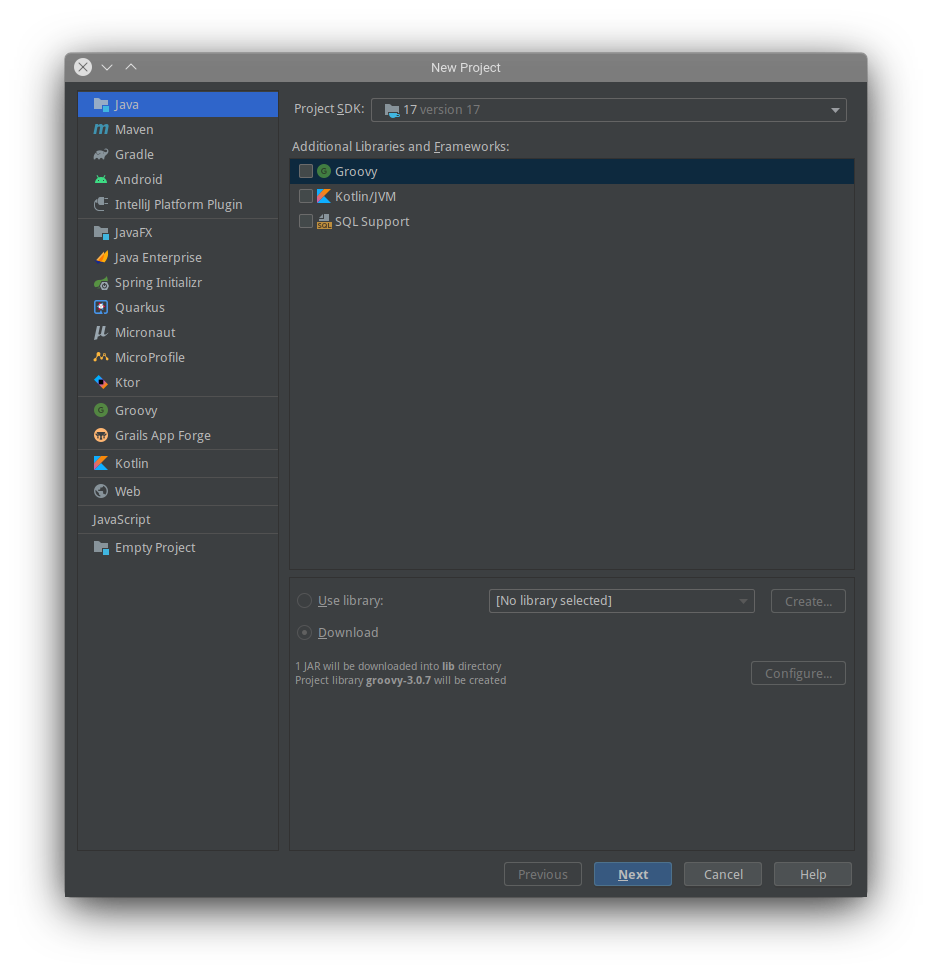 New Project
Java
Maven
Gradle
Android
IntelliJ Platform Plugin
JavaFX
Java Enterprise
Spring Initializr
Quarkus
Micronaut
MicroProfile
Ktor
Groovy
Grails App Forge
Kotlin
Web
JavaScript
Empty Project
Project SDK: 17 version 17
Additional Libraries and Frameworks:
Groovy
Kotlin/JVM
SQL Support
Use library: [No library selected] Create...
Download
1 JAR will be downloaded into lib directory
Project library groovy-3.0.7 will be created
Configure...
Previous Next Cancel Help